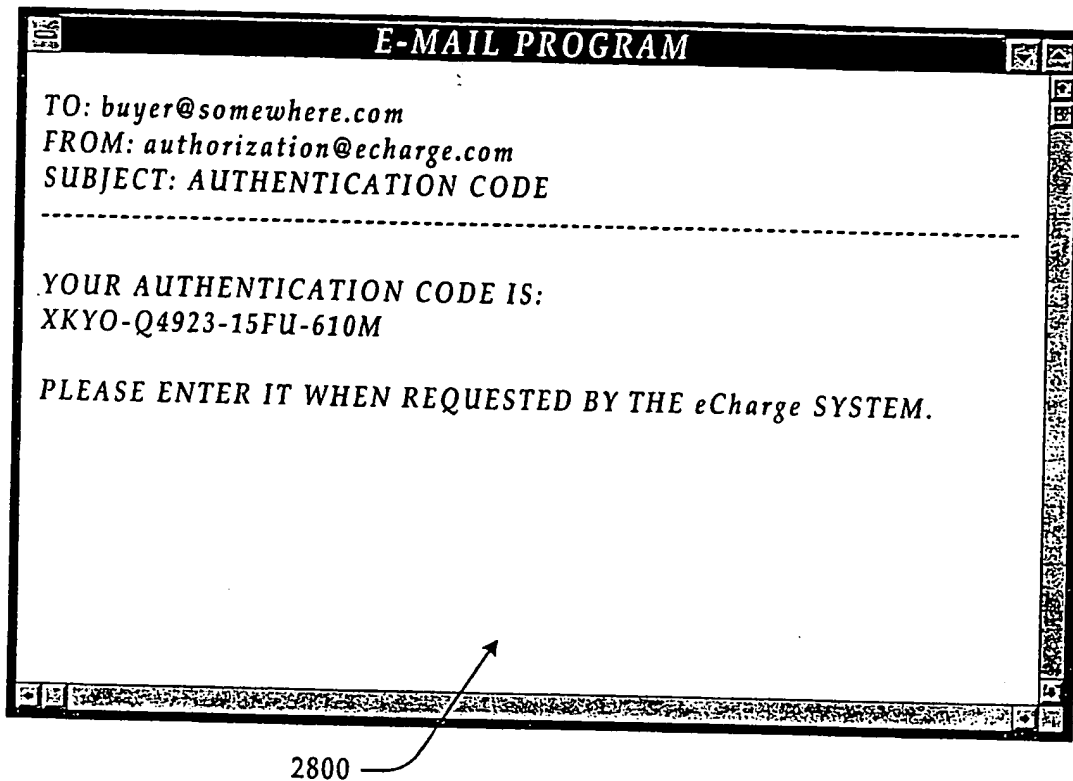 E-MAIL PROGRAM
TO: buyer@somewhere.com
FROM: authorization@echarge.com
SUBJECT: AUTHENTICATION CODE
YOUR AUTHENTICATION CODE IS:
XKYO-Q4923-15FU-610M
PLEASE ENTER IT WHEN REQUESTED BY THE eCharge SYSTEM.
2800